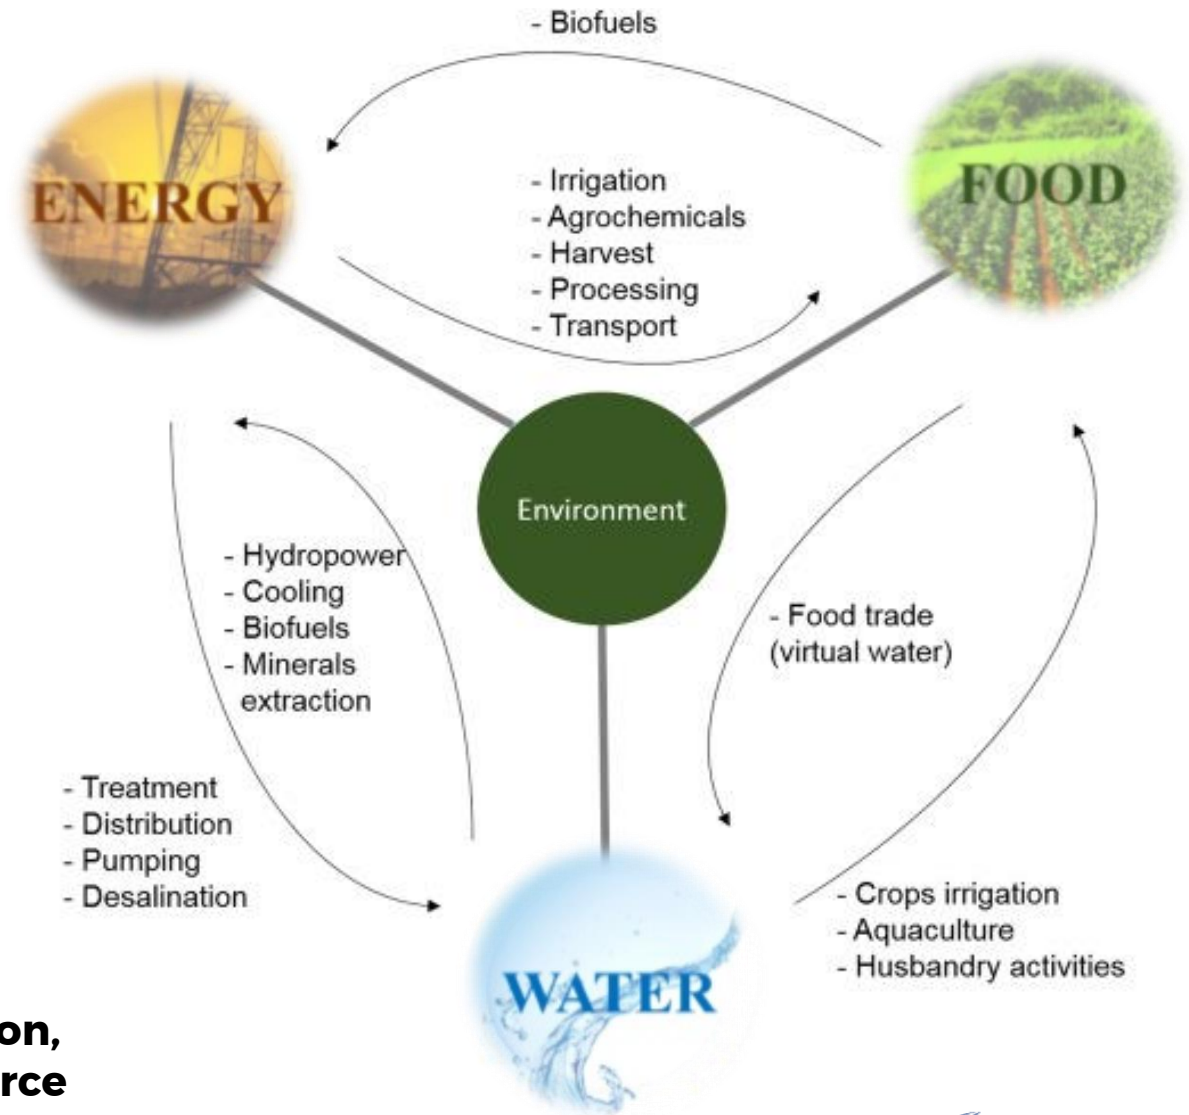 - Biofuels
ENERGY
FOOD
- Irrigation
- Agrochemicals
- Harvest
- Processing
- Transport
Environment
- Hydropower
- Cooling
- Biofuels
- Minerals
extraction
- Food trade
(virtual water)
- Treatment
- Distribution
- Pumping
- Desalination
- Crops irrigation
- Aquaculture
- Husbandry activities
WATER
on,
rce